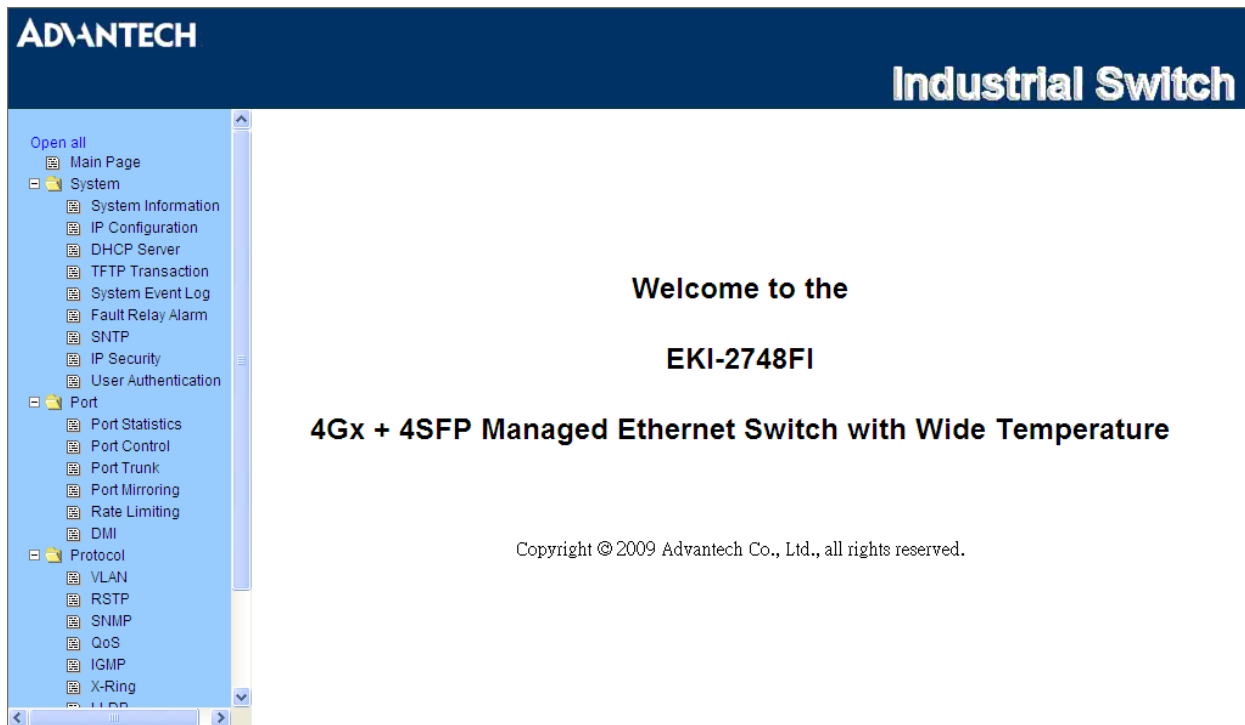 ADVANTECH
Industrial Switch
Open all
Main Page
System
System Information
IP Configuration
DHCP Server
TFTP Transaction
System Event Log
Fault Relay Alarm
SNTP
IP Security
User Authentication
Port
Port Statistics
Port Control
Port Trunk
Port Mirroring
Rate Limiting
DMI
Protocol
VLAN
RSTP
SNMP
QoS
IGMP
X-Ring
Welcome to the
EKI-2748FI
4Gx + 4SFP Managed Ethernet Switch with Wide Temperature
Copyright © 2009 Advantech Co., Ltd., all rights reserved.